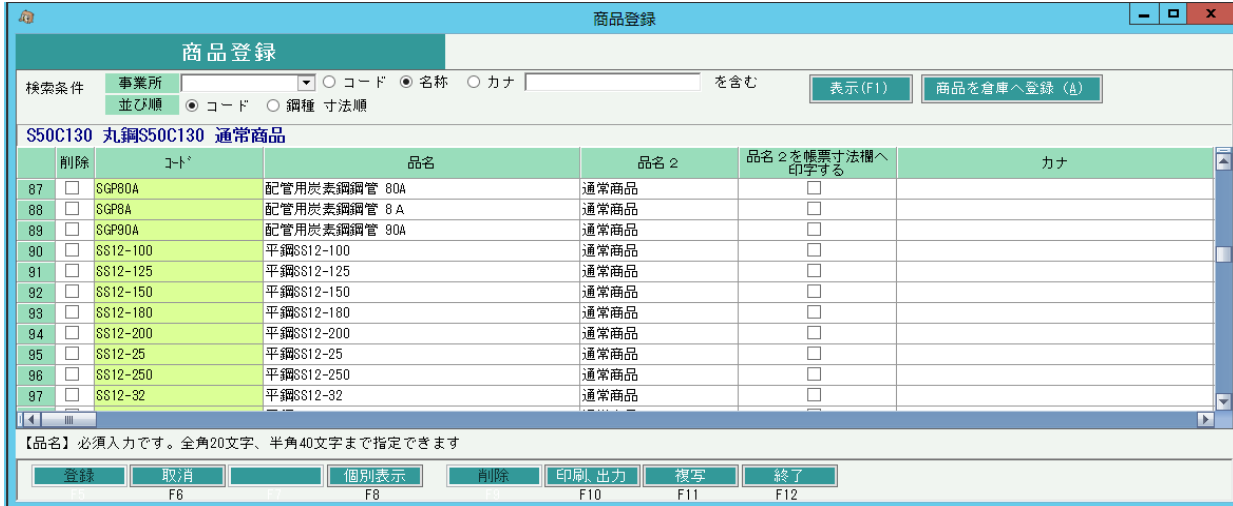 商品登録
商品登録
検索条件 事業所 コード 名称 カナ を含む 表示(F1) 商品を倉庫へ登録 (A)
並び順 コード 鋼種 寸法順
S50C130 丸鋼S50C130 通常商品
削除 コード 品名 品名２ 品名２を帳票寸法欄へ印字する カナ
87 SGP80A 配管用炭素鋼鋼管 80A 通常商品
88 SGP8A 配管用炭素鋼鋼管 ８Ａ 通常商品
89 SGP90A 配管用炭素鋼鋼管 90A 通常商品
90 SS12-100 平鋼SS12-100 通常商品
91 SS12-125 平鋼SS12-125 通常商品
92 SS12-150 平鋼SS12-150 通常商品
93 SS12-180 平鋼SS12-180 通常商品
94 SS12-200 平鋼SS12-200 通常商品
95 SS12-25 平鋼SS12-25 通常商品
96 SS12-250 平鋼SS12-250 通常商品
97 SS12-32 平鋼SS12-32 通常商品
【品名】必須入力です。全角20文字、半角40文字まで指定できます
登録 取消 個別表示 削除 印刷、出力 複写 終了
F5 F6 F7 F8 F9 F10 F11 F12